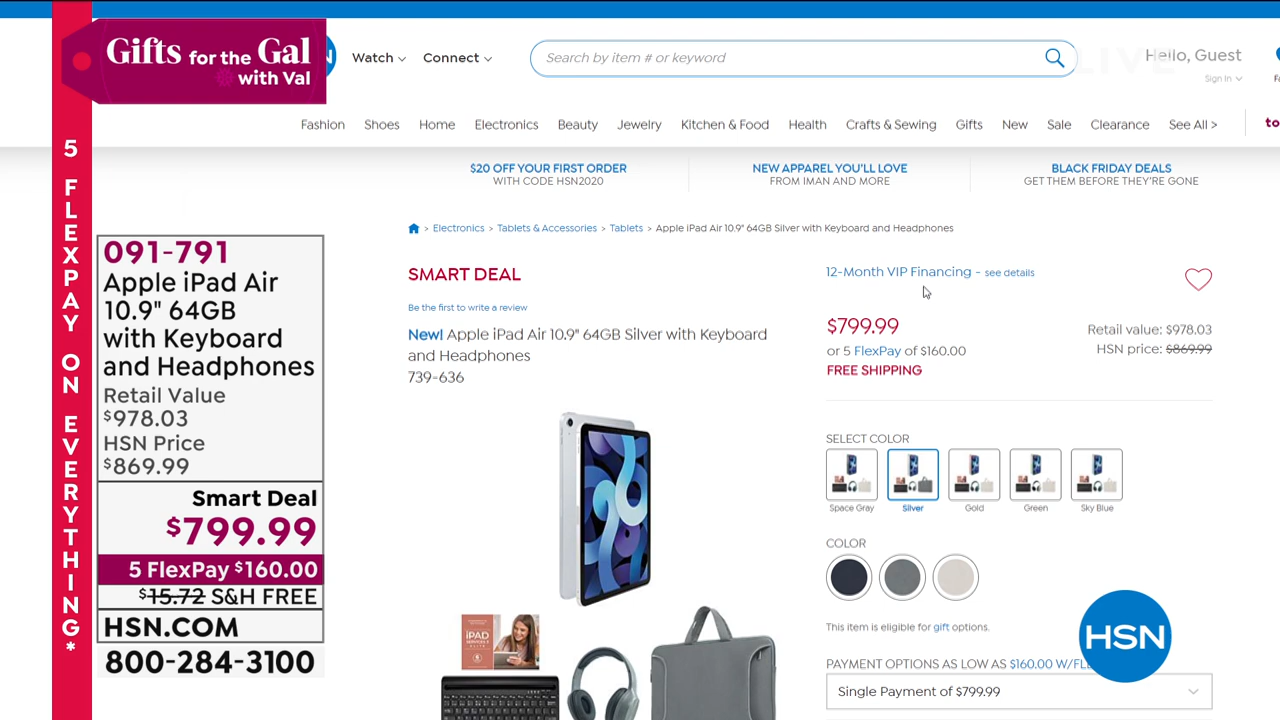 Gifts for the Gal
with Val
5 FLEXPAY ON EVERYTHING*
Watch
Connect
Search by item # or keyword
LIVE
Hello, Guest
Sign In
Fashion
Shoes
Home
Electronics
Beauty
Jewelry
Kitchen & Food
Health
Crafts & Sewing
Gifts
New
Sale
Clearance
See All >
$20 OFF YOUR FIRST ORDER
WITH CODE HSN2020
NEW APPAREL YOU'LL LOVE
FROM IMAN AND MORE
BLACK FRIDAY DEALS
GET THEM BEFORE THEY'RE GONE
091-791
Apple iPad Air
10.9" 64GB
with Keyboard
and Headphones
Retail Value
$978.03
HSN Price
$869.99
Smart Deal
$799.99
5 FlexPay $160.00
$15.72 S&H FREE
HSN.COM
800-284-3100
> Electronics > Tablets & Accessories > Tablets > Apple iPad Air 10.9" 64GB Silver with Keyboard and Headphones
SMART DEAL
Be the first to write a review
New! Apple iPad Air 10.9" 64GB Silver with Keyboard
and Headphones
739-636
iPAD
12-Month VIP Financing - see details
$799.99
or 5 FlexPay of $160.00
FREE SHIPPING
Retail value: $978.03
HSN price: $869.99
SELECT COLOR
Space Gray
Silver
Gold
Green
Sky Blue
COLOR
This item is eligible for gift options.
HSN
PAYMENT OPTIONS AS LOW AS $160.00 W/FL
Single Payment of $799.99